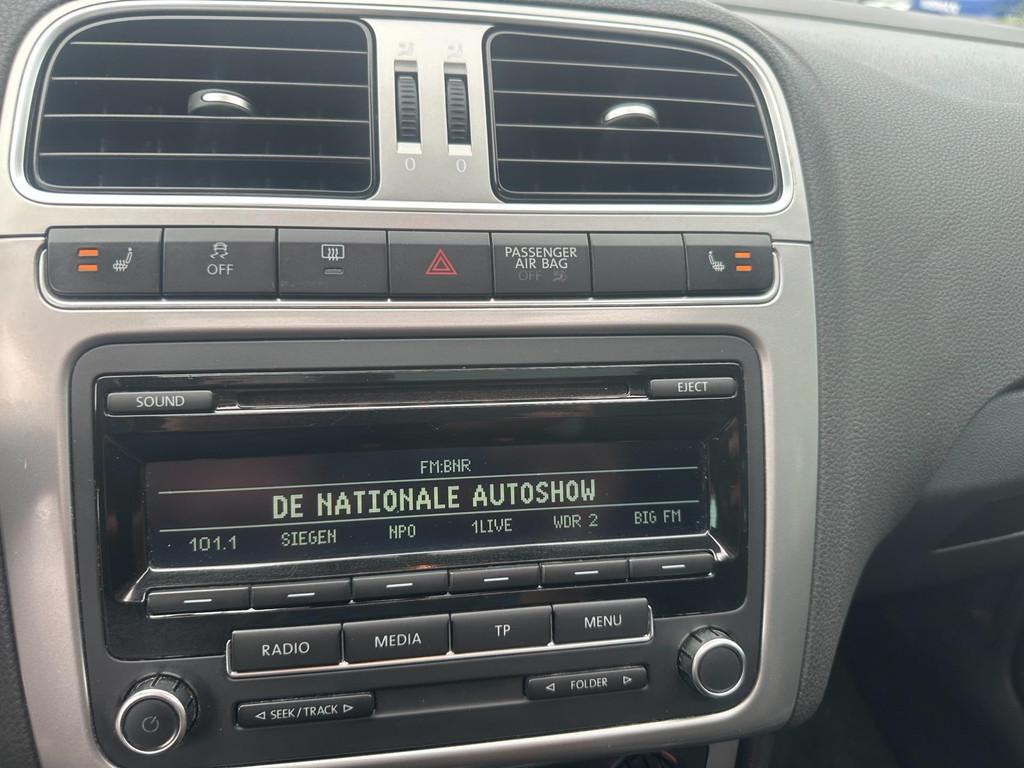 0 0
OFF
PASSENGER
AIR BAG
OFF
SOUND
EJECT
FM:BNR
DE NATIONALE AUTOSHOW
101.1 SIEGEN NPO 1LIVE WDR 2 BIG FM
RADIO MEDIA TP MENU
SEEK/TRACK
FOLDER